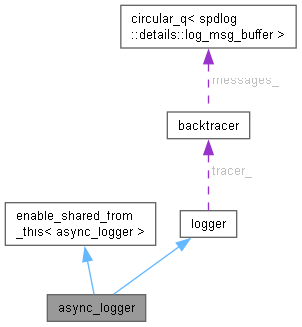 circular_q< spdlog
::details::log_msg_buffer >
messages_
backtracer
tracer_
enable_shared_from
_this< async_logger >
logger
async_logger